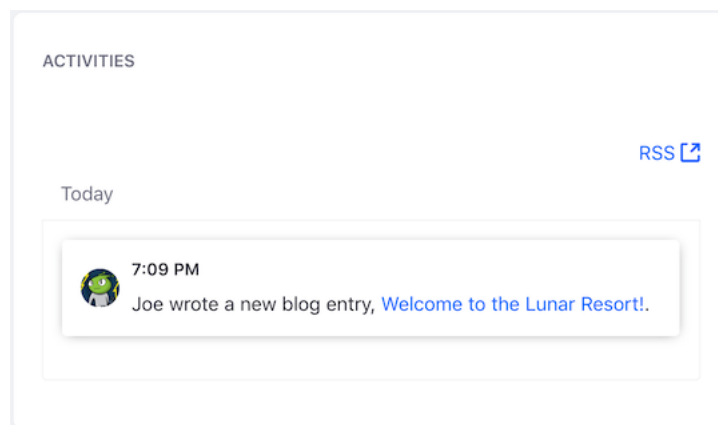 ACTIVITIES
RSS
Today
7:09 PM
Joe wrote a new blog entry, Welcome to the Lunar Resort!.